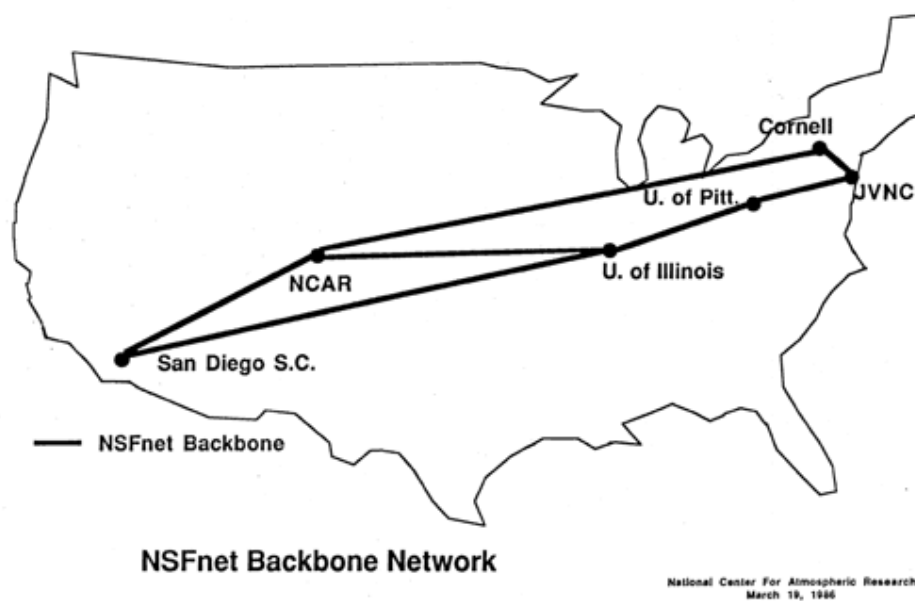 Cornell
U. of Pitt.
JVNC
NCAR
U. of Illinois
San Diego S.C.
NSFnet Backbone
NSFnet Backbone Network
National Center For Atmospheric Research
March 19, 1986